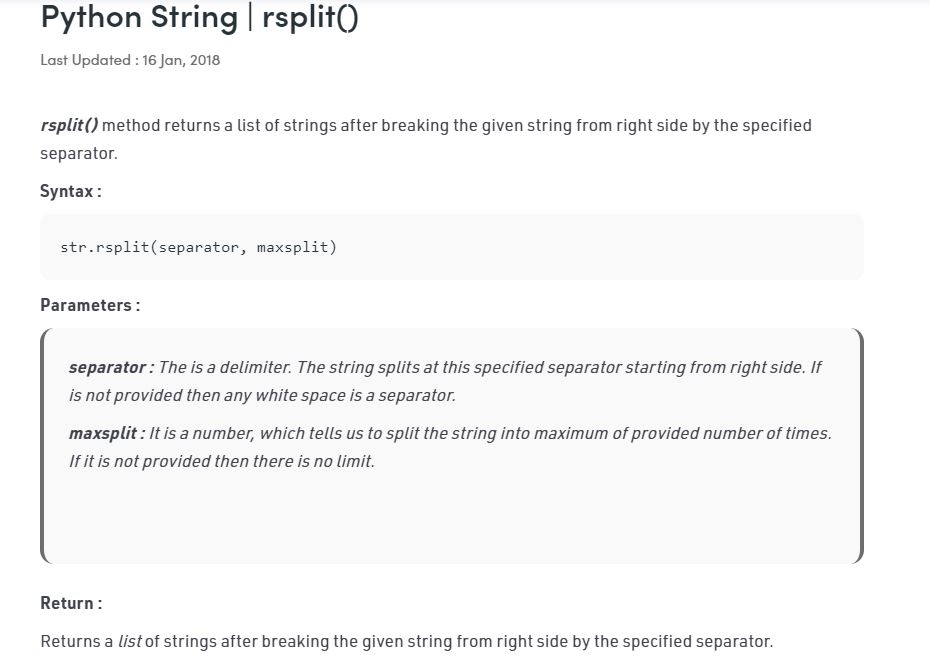 Python String | rsplit()
Last Updated : 16 Jan, 2018
rsplit() method returns a list of strings after breaking the given string from right side by the specified
separator.
Syntax :
str.rsplit(separator, maxsplit)
Parameters :
separator : The is a delimiter. The string splits at this specified separator starting from right side. If
is not provided then any white space is a separator.
maxsplit : It is a number, which tells us to split the string into maximum of provided number of times.
If it is not provided then there is no limit.
Return :
Returns a list of strings after breaking the given string from right side by the specified separator.